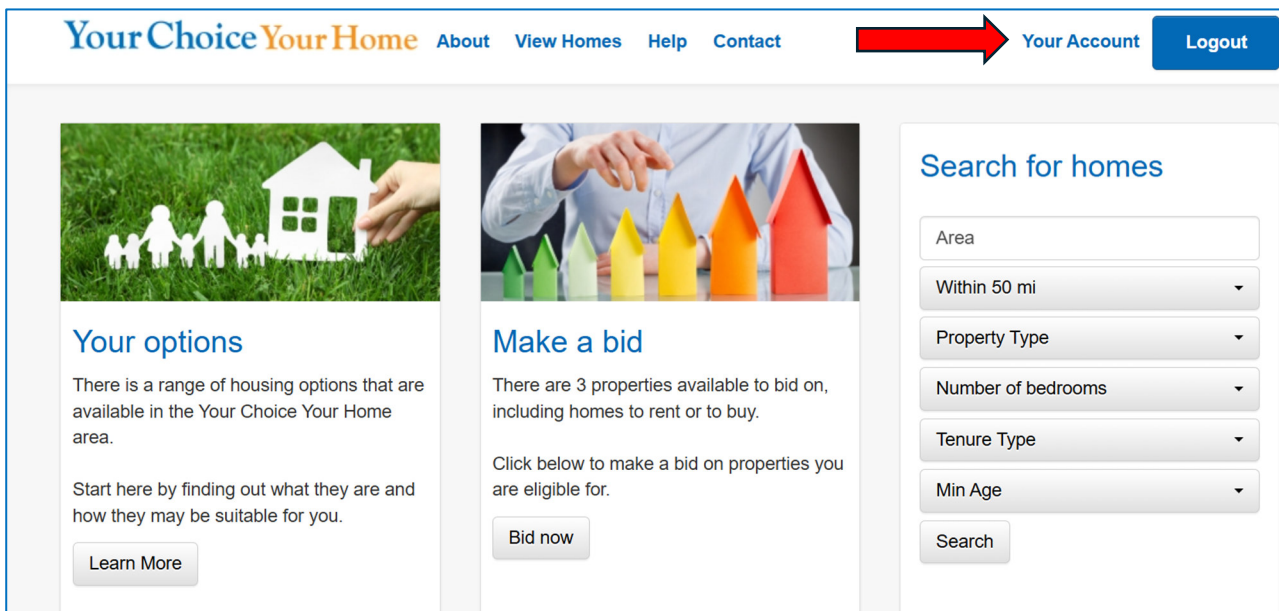 Your Choice Your Home About View Homes Help Contact Your Account Logout
Your options
There is a range of housing options that are
available in the Your Choice Your Home
area.
Start here by finding out what they are and
how they may be suitable for you.
Learn More
Make a bid
There are 3 properties available to bid on,
including homes to rent or to buy.
Click below to make a bid on properties you
are eligible for.
Bid now
Search for homes
Area
Within 50 mi
Property Type
Number of bedrooms
Tenure Type
Min Age
Search